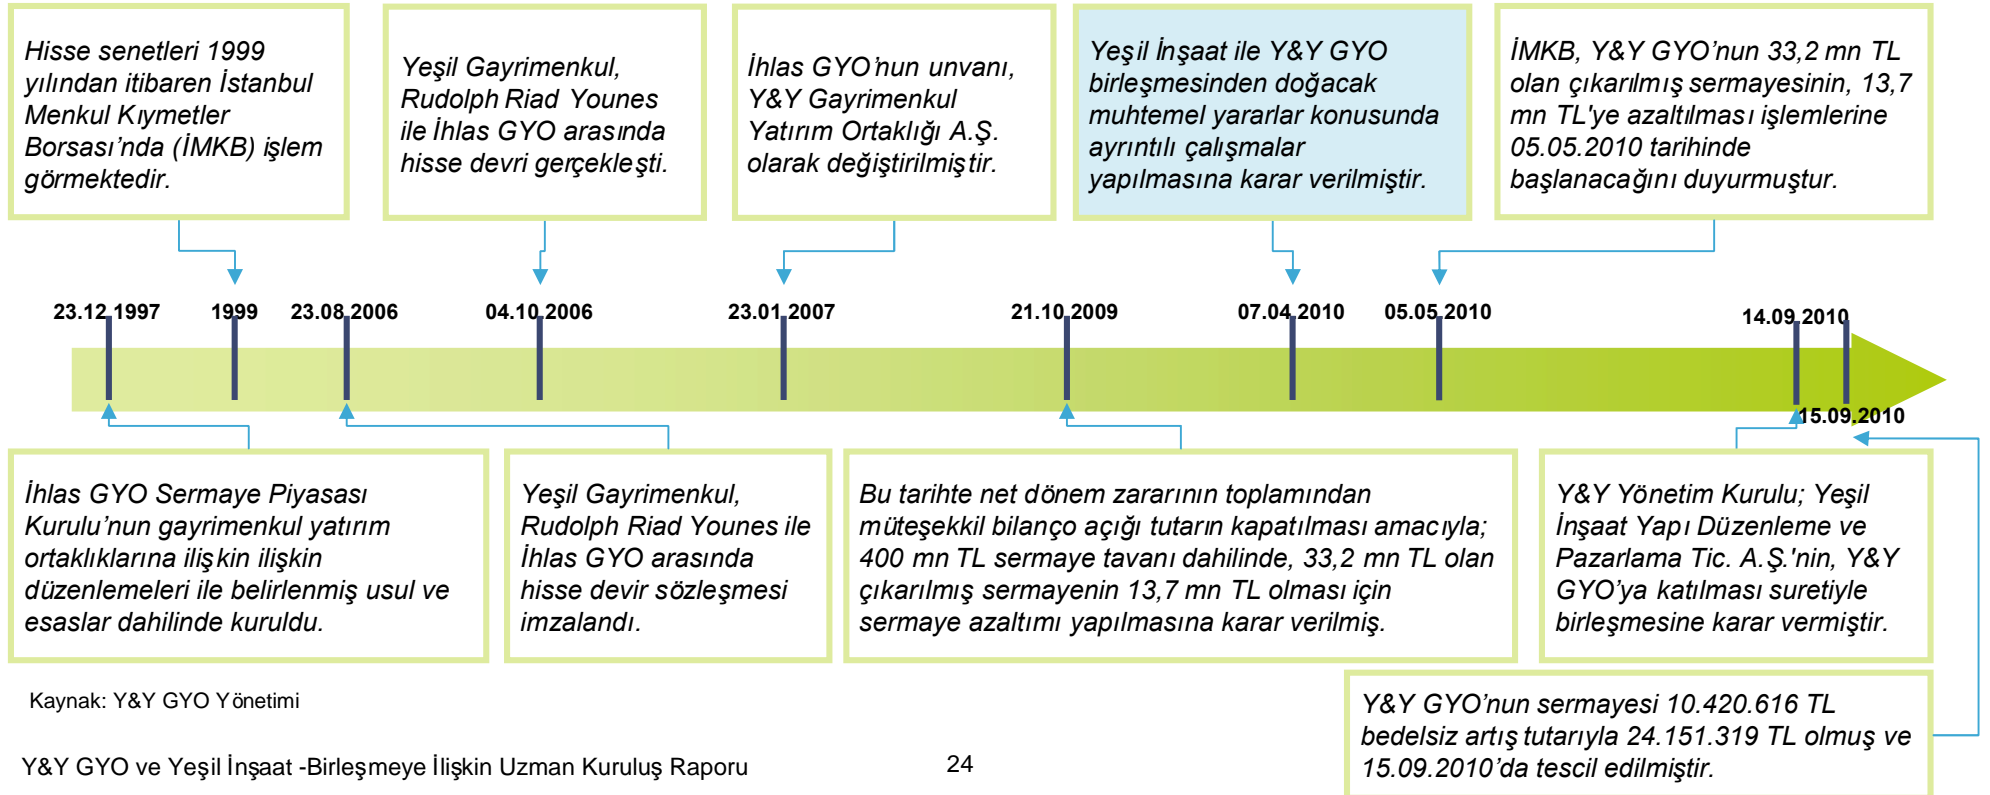 Hisse senetleri 1999
yılından itibaren İstanbul
Menkul Kıymetler
Borsası’nda (İMKB) işlem
görmektedir.
Yeşil Gayrimenkul,
Rudolph Riad Younes
ile İhlas GYO arasında
hisse devri gerçekleşti.
İhlas GYO’nun unvanı,
Y&Y Gayrimenkul
Yatırım Ortaklığı A.Ş.
olarak değiştirilmiştir.
Yeşil İnşaat ile Y&Y GYO
birleşmesinden doğacak
muhtemel yararlar konusunda
ayrıntılı çalışmalar
yapılmasına karar verilmiştir.
İMKB, Y&Y GYO’nun 33,2 mn TL
olan çıkarılmış sermayesinin, 13,7
mn TL'ye azaltılması işlemlerine
05.05.2010 tarihinde
başlanacağını duyurmuştur.
23.12.1997 1999 23.08.2006 04.10.2006 23.01.2007 21.10.2009 07.04.2010 05.05.2010 14.09.2010
15.09.2010
İhlas GYO Sermaye Piyasası
Kurulu’nun gayrimenkul yatırım
ortaklıklarına ilişkin ilişkin
düzenlemeleri ile belirlenmiş usul ve
esaslar dahilinde kuruldu.
Yeşil Gayrimenkul,
Rudolph Riad Younes ile
İhlas GYO arasında
hisse devir sözleşmesi
imzalandı.
Bu tarihte net dönem zararının toplamından
müteşekkil bilanço açığı tutarın kapatılması amacıyla;
400 mn TL sermaye tavanı dahilinde, 33,2 mn TL olan
çıkarılmış sermayenin 13,7 mn TL olması için
sermaye azaltımı yapılmasına karar verilmiş.
Y&Y Yönetim Kurulu; Yeşil
İnşaat Yapı Düzenleme ve
Pazarlama Tic. A.Ş.'nin, Y&Y
GYO’ya katılması suretiyle
birleşmesine karar vermiştir.
Y&Y GYO’nun sermayesi 10.420.616 TL
bedelsiz artış tutarıyla 24.151.319 TL olmuş ve
15.09.2010’da tescil edilmiştir.
Kaynak: Y&Y GYO Yönetimi
Y&Y GYO ve Yeşil İnşaat -Birleşmeye İlişkin Uzman Kuruluş Raporu
24